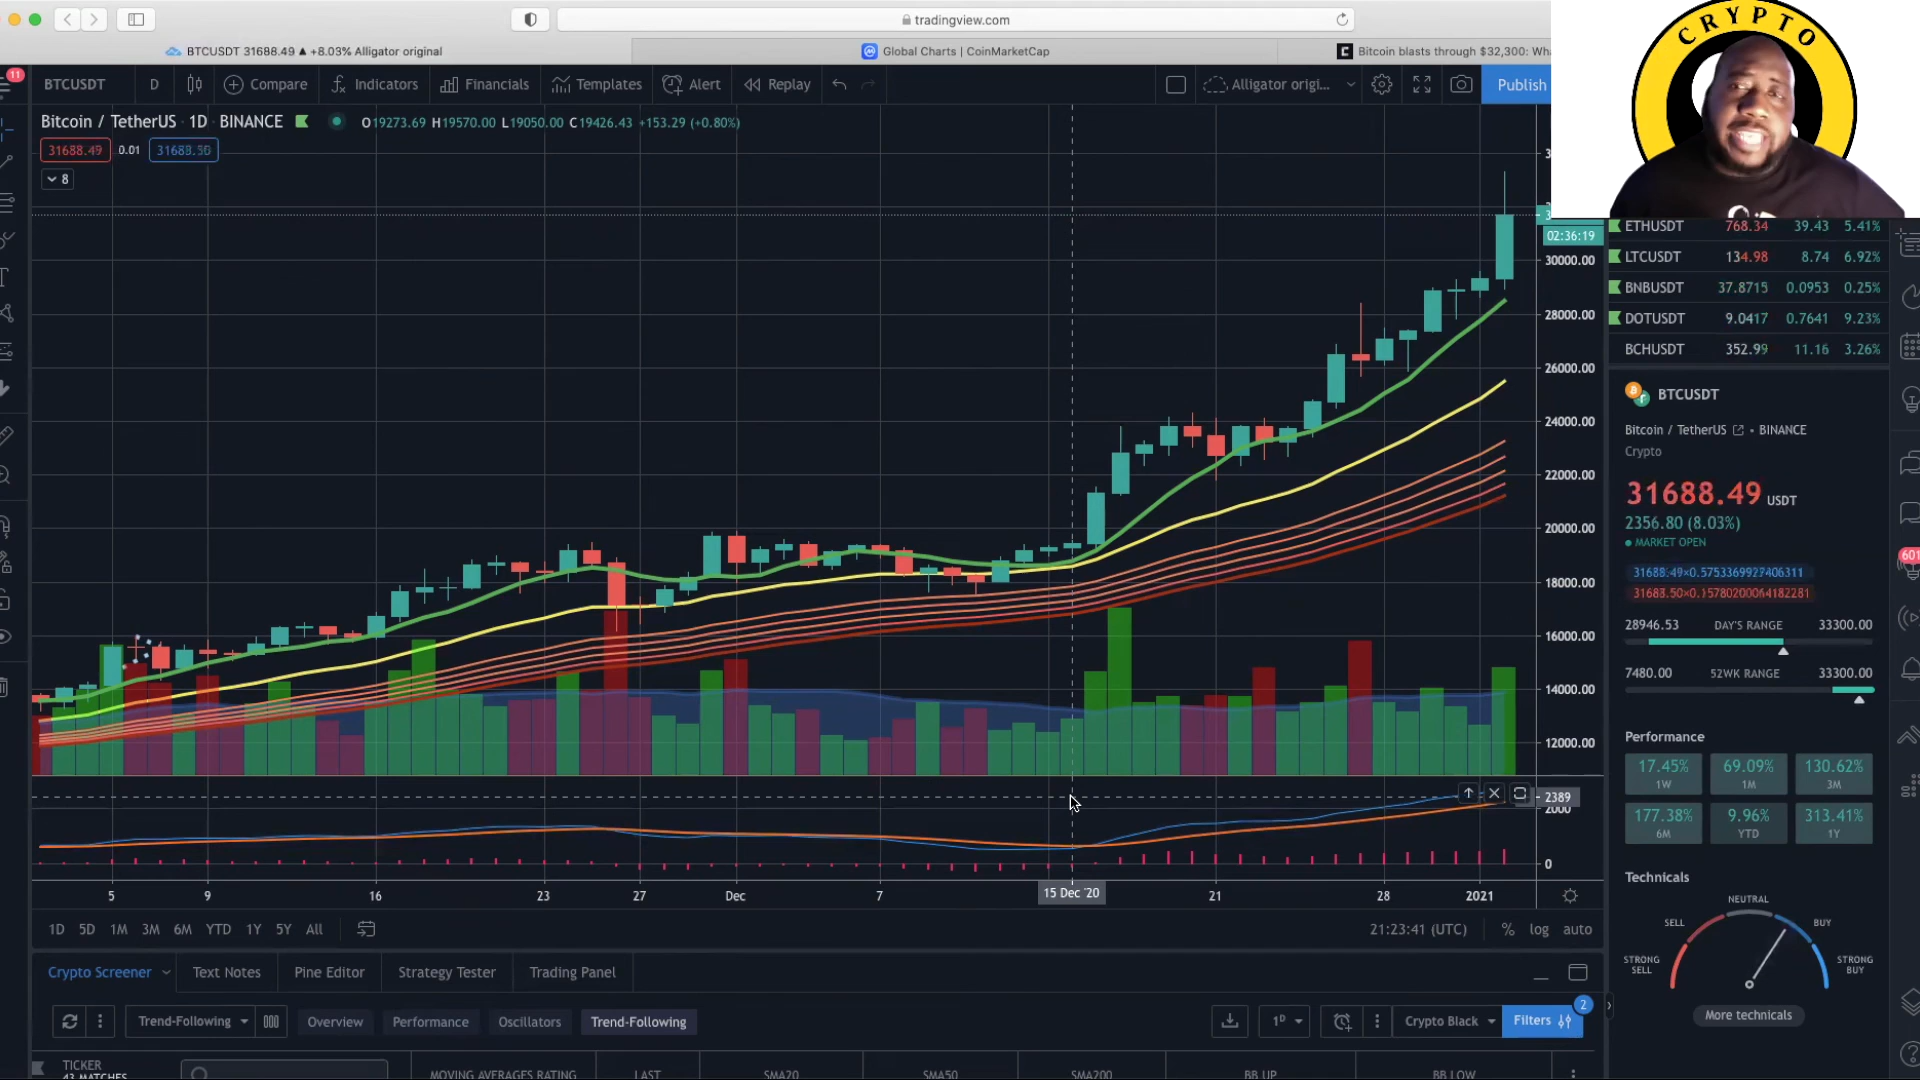 tradingview.com
BTCUSDT 31688.49 ▲ +8.03% Alligator original
Global Charts | CoinMarketCap
Bitcoin blasts through $32,300:
CRYPTO
11
BTCUSDT D Compare Indicators Financials Templates Alert Replay Alligator origi... Publish
Bitcoin / TetherUS 1D BINANCE O19273.69 H19570.00 L19050.00 C19426.43 +153.29 (+0.80%)
31688.49 0.01 31688.50
8
02:36:19
30000.00
28000.00
26000.00
24000.00
22000.00
20000.00
18000.00
16000.00
14000.00
12000.00
2389
2000
0
5 9 16 23 27 Dec 7 15 Dec '20 21 28 2021
1D 5D 1M 3M 6M YTD 1Y 5Y All 21:23:41 (UTC) % log auto
Crypto Screener Text Notes Pine Editor Strategy Tester Trading Panel
Trend-Following Overview Performance Oscillators Trend-Following 1D Crypto Black Filters 2
TICKER
43 MATCHES
MOVING AVERAGES RATING LAST SMA20 SMA50 SMA200 BB UP BB LOW
ETHUSDT 768.34 39.43 5.41%
LTCUSDT 134.98 8.74 6.92%
BNBUSDT 37.8715 0.0953 0.25%
DOTUSDT 9.0417 0.7641 9.23%
BCHUSDT 352.99 11.16 3.26%
BTCUSDT
Bitcoin / TetherUS • BINANCE
Crypto
31688.49 USDT
2356.80 (8.03%)
MARKET OPEN
31688.49×0.5753369927406311
28946.53 DAY'S RANGE 33300.00
7480.00 52WK RANGE 33300.00
Performance
17.45% 69.09% 130.62%
1W 1M 3M
177.38% 9.96% 313.41%
6M YTD 1Y
Technicals
NEUTRAL
SELL BUY
STRONG SELL STRONG BUY
More technicals
601